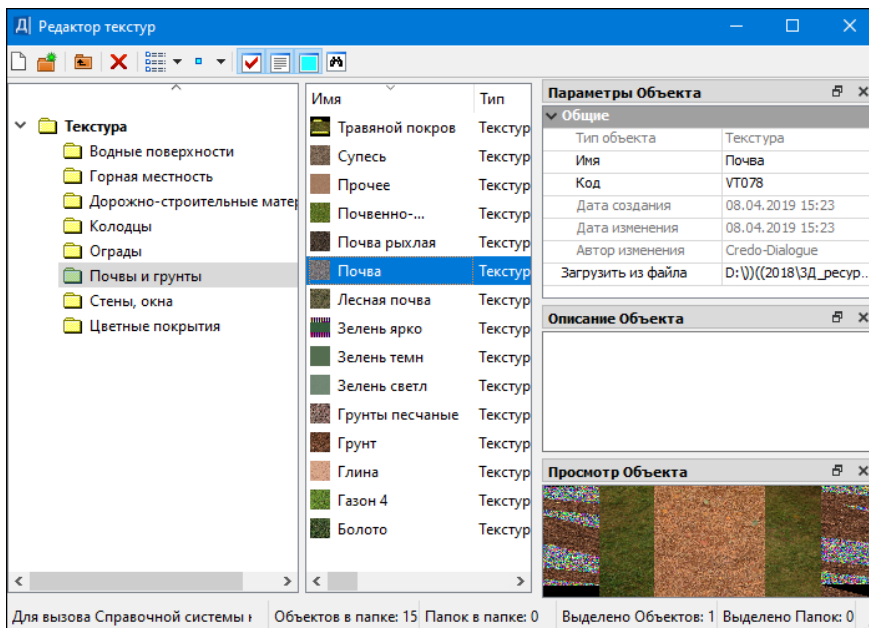 Д| Редактор текстур
Текстура
Водные поверхности
Горная местность
Дорожно-строительные матер
Колодцы
Ограды
Почвы и грунты
Стены, окна
Цветные покрытия
Имя Тип
Травяной покров Текстур
Супесь Текстур
Прочее Текстур
Почвенно-... Текстур
Почва рыхлая Текстур
Почва Текстур
Лесная почва Текстур
Зелень ярко Текстур
Зелень темн Текстур
Зелень светл Текстур
Грунты песчаные Текстур
Грунт Текстур
Глина Текстур
Газон 4 Текстур
Болото Текстур
Параметры Объекта
Общие
Тип объекта Текстура
Имя Почва
Код VT078
Дата создания 08.04.2019 15:23
Дата изменения 08.04.2019 15:23
Автор изменения Credo-Dialogue
Загрузить из файла D:\))((2018\3Д_ресур...
Описание Объекта
Просмотр Объекта
Для вызова Справочной системы н Объектов в папке: 15 Папок в папке: 0 Выделено Объектов: 1 Выделено Папок: 0